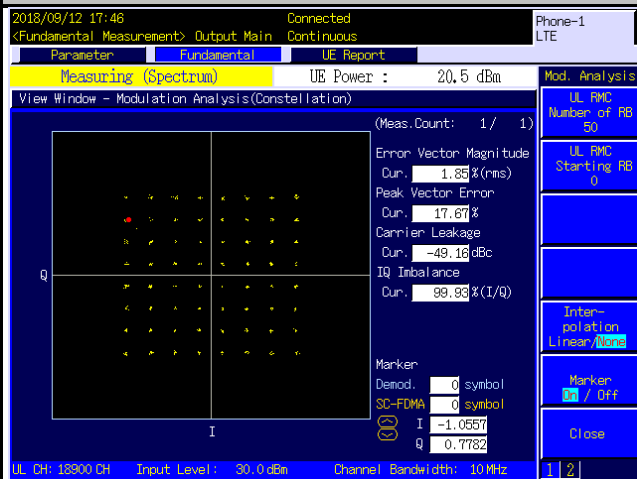 2018/09/12 17:46 Connected Phone-1
<Fundamental Measurement> Output Main Continuous LTE
Parameter Fundamental UE Report
Measuring (Spectrum) UE Power : 20.5 dBm Mod. Analysis
View Window - Modulation Analysis(Constellation)
(Meas.Count: 1/ 1)
Error Vector Magnitude
Cur. 1.85 %(rms)
Peak Vector Error
Cur. 17.67 %
Carrier Leakage
Cur. -49.16 dBc
IQ Imbalance
Cur. 99.93 %(I/Q)
Marker
Demod. 0 symbol
SC-FDMA 0 symbol
I -1.0557
Q 0.7782
Q
I
UL RMC
Number of RB
50
UL RMC
Starting RB
0
Inter-
polation
Linear/None
Marker
On / Off
Close
UL CH: 18900 CH Input Level: 30.0 dBm Channel Bandwidth: 10 MHz 1 2